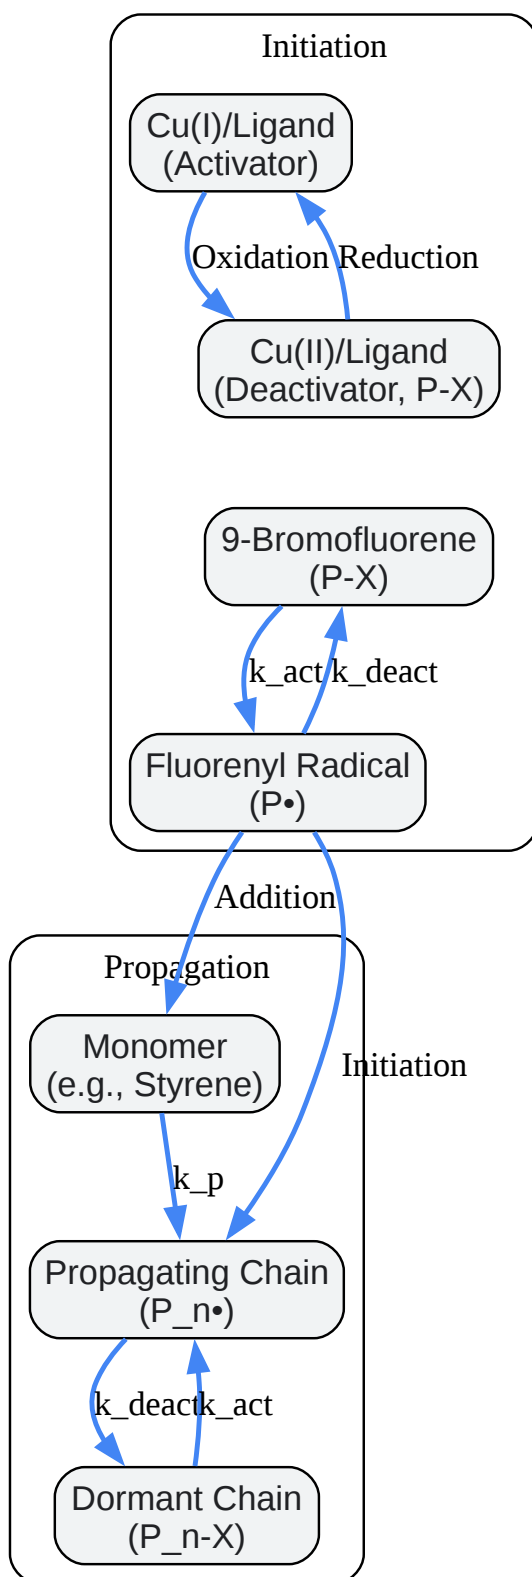 Initiation
Cu(I)/Ligand
(Activator)
Oxidation
Reduction
Cu(II)/Ligand
(Deactivator, P-X)
9-Bromofluorene
(P-X)
k_act
k_deact
Fluorenyl Radical
(P•)
Addition
Propagation
Monomer
(e.g., Styrene)
Initiation
k_p
Propagating Chain
(P_n•)
k_deact
k_act
Dormant Chain
(P_n-X)